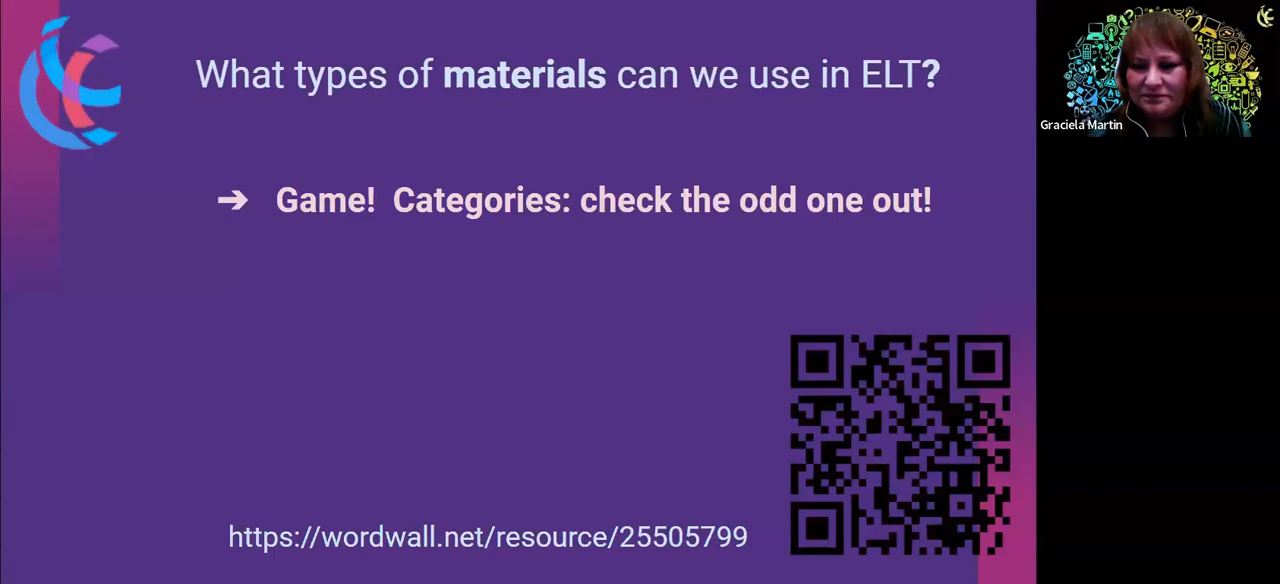 What types of materials can we use in ELT?
➔ Game! Categories: check the odd one out!
https://wordwall.net/resource/25505799
Graciela Martin